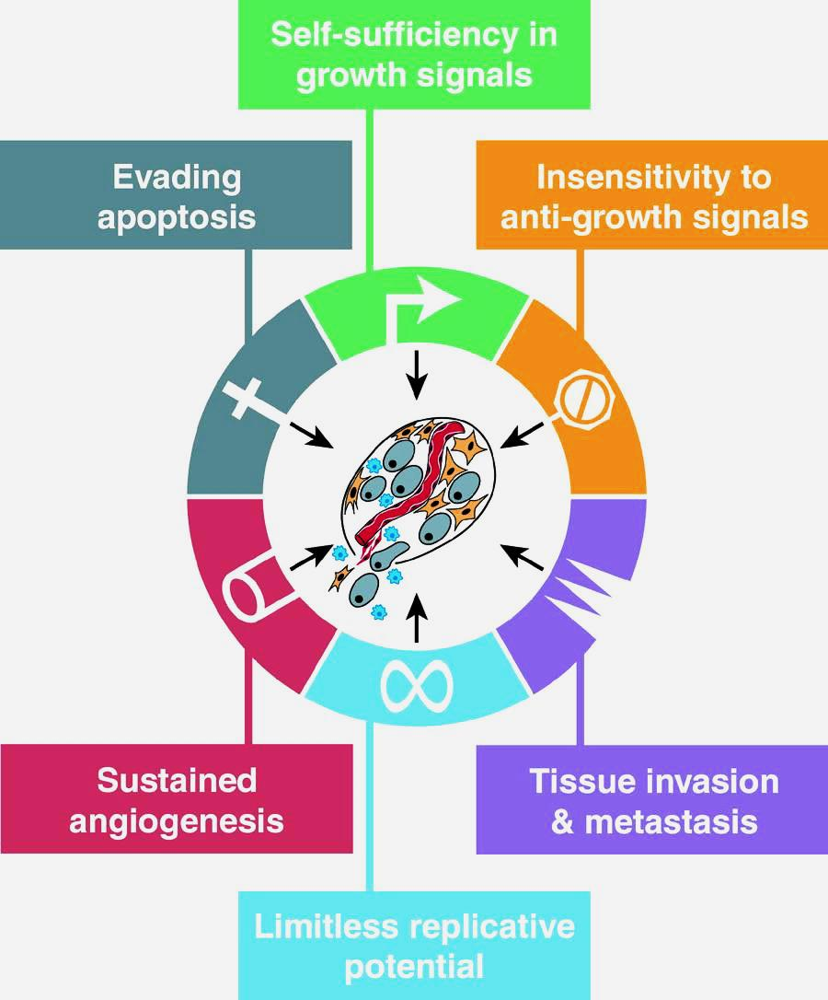 Self-sufficiency in
growth signals
Evading
apoptosis
Insensitivity to
anti-growth signals
Sustained
angiogenesis
Tissue invasion
& metastasis
Limitless replicative
potential